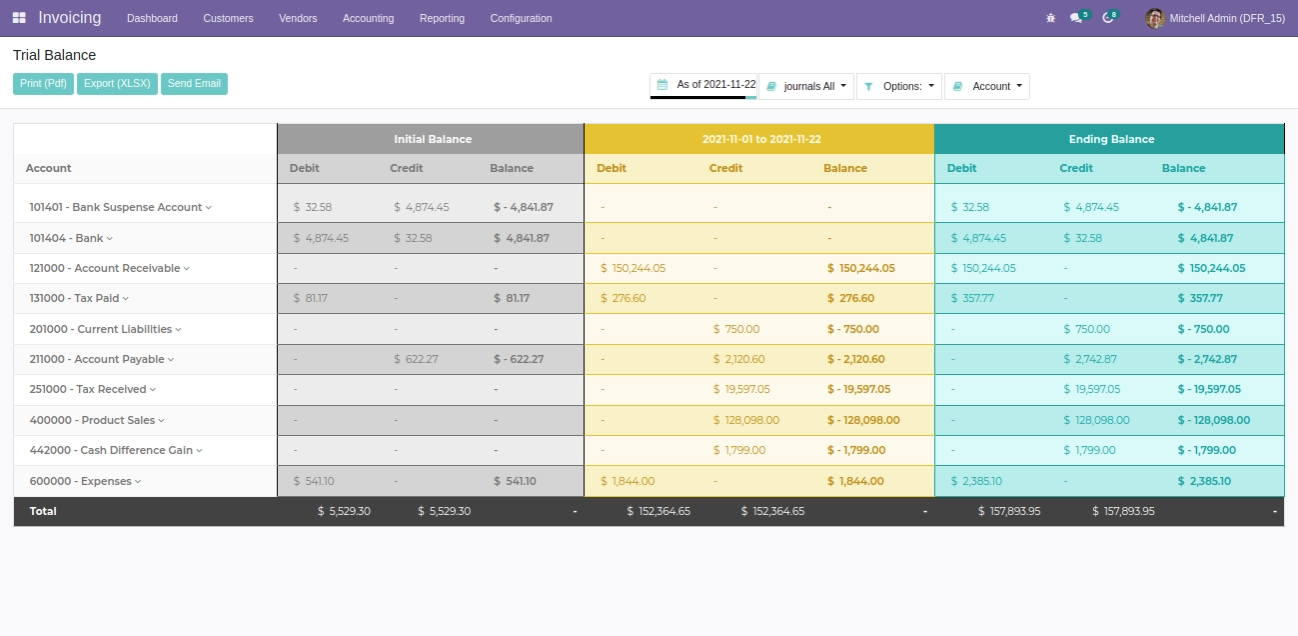 Invoicing Dashboard Customers Vendors Accounting Reporting Configuration 5 8 Mitchell Admin (DFR_15)
Trial Balance
Print (Pdf) Export (XLSX) Send Email As of 2021-11-22 journals All Options: Account
Initial Balance 2021-11-01 to 2021-11-22 Ending Balance
Account Debit Credit Balance Debit Credit Balance Debit Credit Balance
101401 - Bank Suspense Account $ 32.58 $ 4,874.45 $ - 4,841.87 - - - $ 32.58 $ 4,874.45 $ - 4,841.87
101404 - Bank $ 4,874.45 $ 32.58 $ 4,841.87 - - - $ 4,874.45 $ 32.58 $ 4,841.87
121000 - Account Receivable - - - $ 150,244.05 - $ 150,244.05 $ 150,244.05 - $ 150,244.05
131000 - Tax Paid $ 81.17 - $ 81.17 $ 276.60 - $ 276.60 $ 357.77 - $ 357.77
201000 - Current Liabilities - - - - $ 750.00 $ - 750.00 - $ 750.00 $ - 750.00
211000 - Account Payable - $ 622.27 $ - 622.27 - $ 2,120.60 $ - 2,120.60 - $ 2,742.87 $ - 2,742.87
251000 - Tax Received - - - - $ 19,597.05 $ - 19,597.05 - $ 19,597.05 $ - 19,597.05
400000 - Product Sales - - - - $ 128,098.00 $ - 128,098.00 - $ 128,098.00 $ - 128,098.00
442000 - Cash Difference Gain - - - - $ 1,799.00 $ - 1,799.00 - $ 1,799.00 $ - 1,799.00
600000 - Expenses $ 541.10 - $ 541.10 $ 1,844.00 - $ 1,844.00 $ 2,385.10 - $ 2,385.10
Total $ 5,529.30 $ 5,529.30 - $ 152,364.65 $ 152,364.65 - $ 157,893.95 $ 157,893.95 -